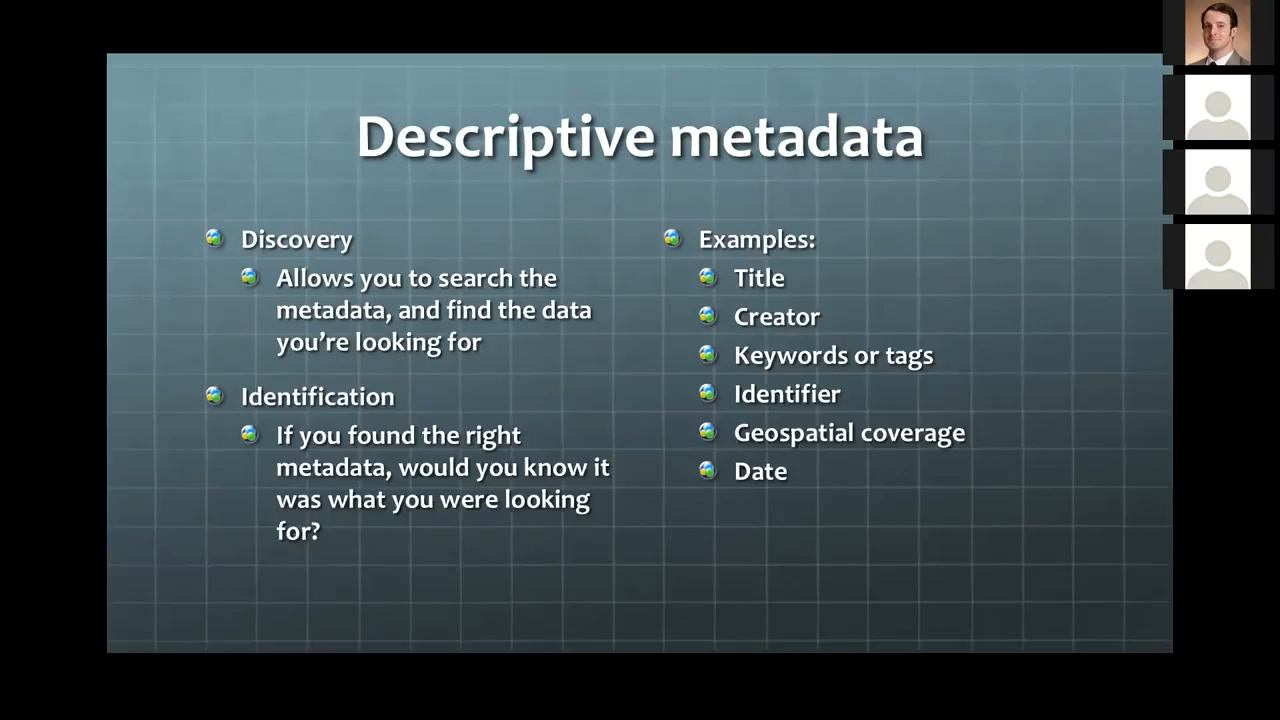 Descriptive metadata
Discovery
Allows you to search the
metadata, and find the data
you’re looking for
Identification
If you found the right
metadata, would you know it
was what you were looking
for?
Examples:
Title
Creator
Keywords or tags
Identifier
Geospatial coverage
Date